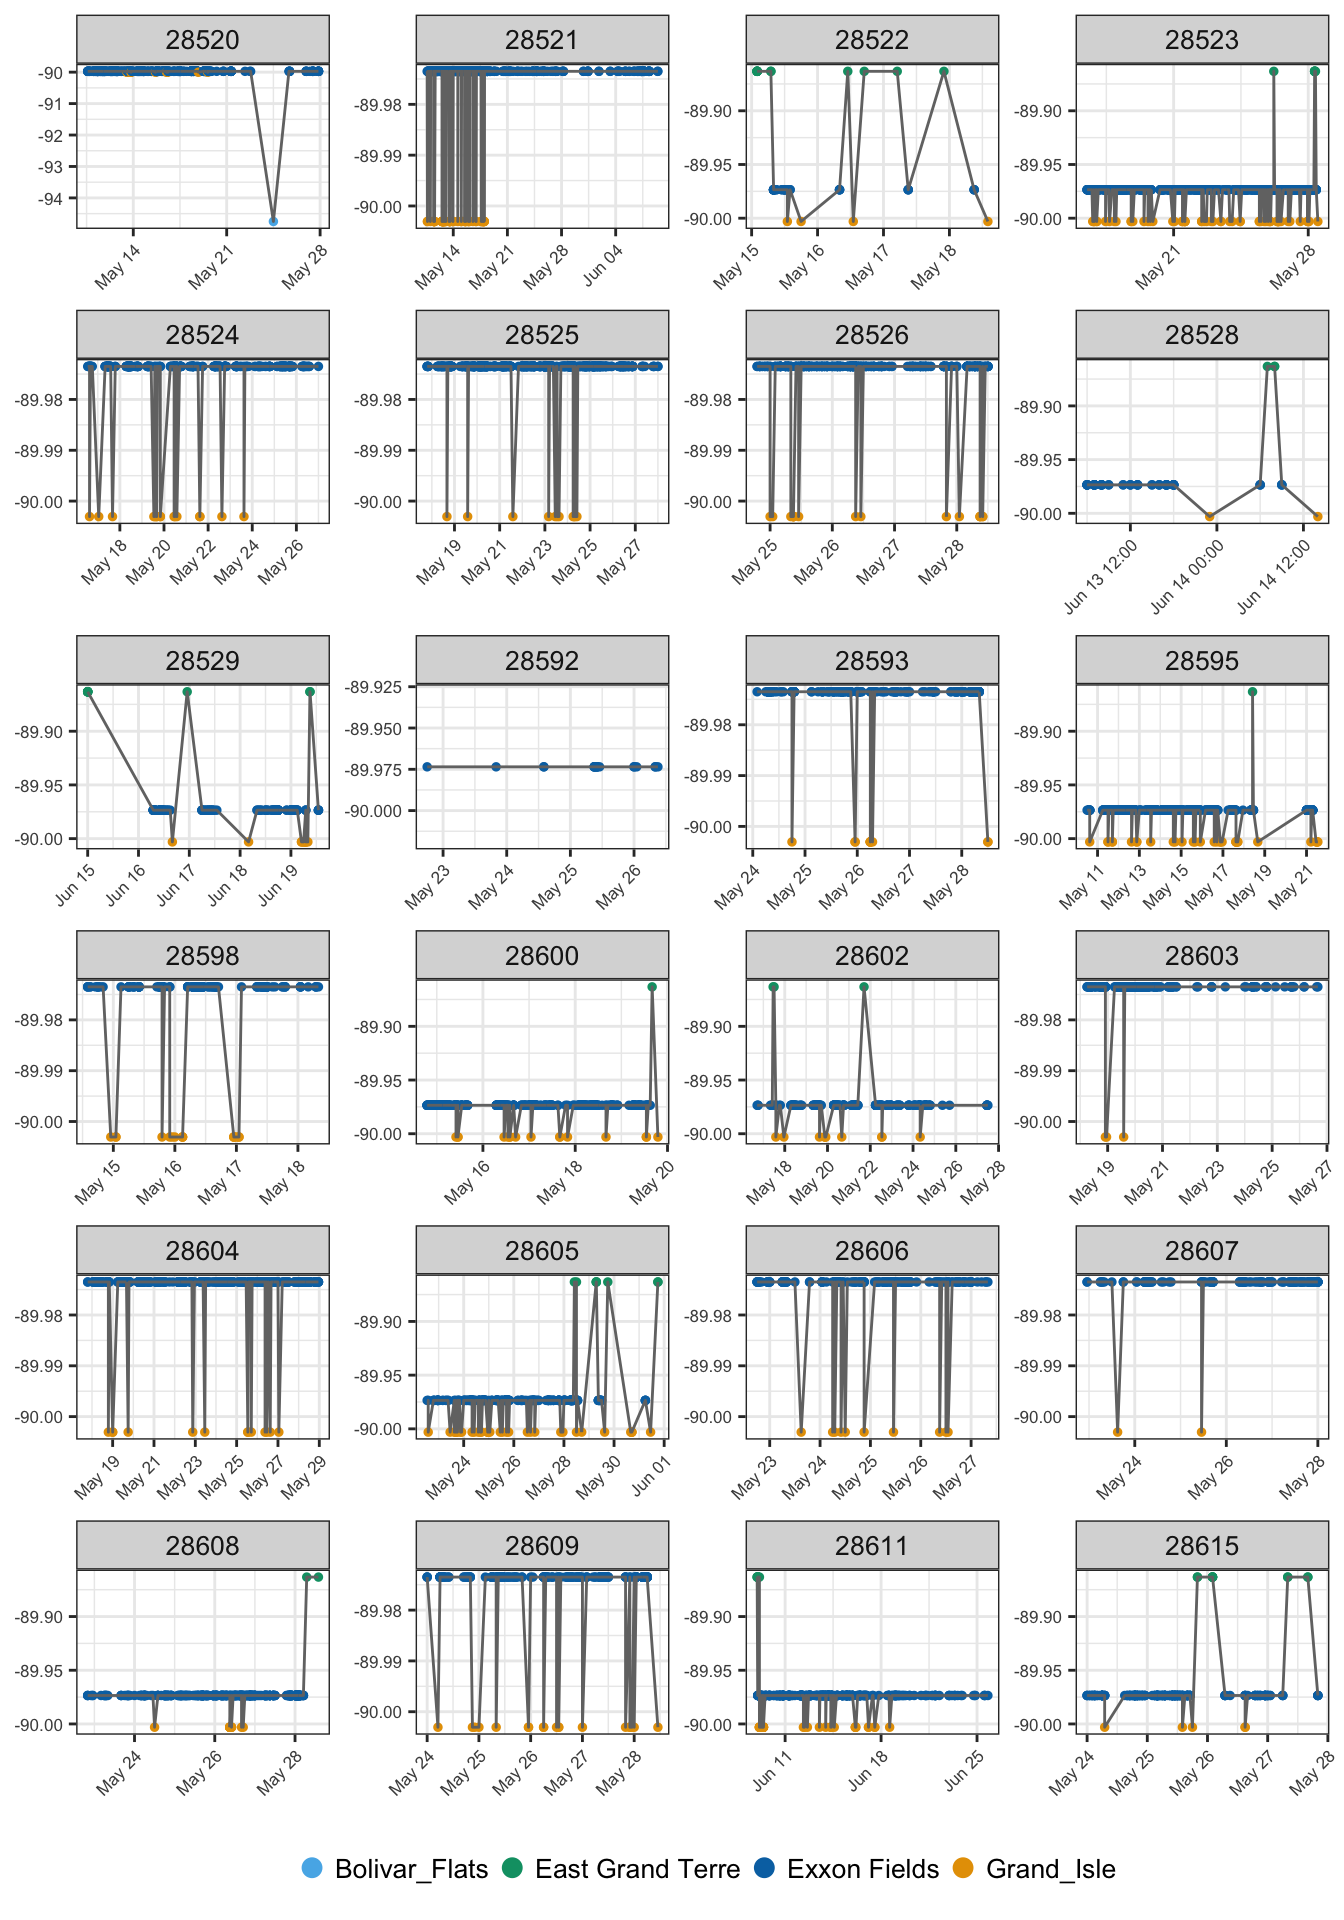 28520 28521 28522 28523
-90 -91 -92 -93 -94
-89.98 -89.99 -90.00
-89.90 -89.95 -90.00
-89.90 -89.95 -90.00
May 14 May 21 May 28
May 14 May 21 May 28 Jun 04
May 15 May 16 May 17 May 18
May 21 May 28
28524 28525 28526 28528
-89.98 -89.99 -90.00
-89.98 -89.99 -90.00
-89.98 -89.99 -90.00
-89.90 -89.95 -90.00
May 18 May 20 May 22 May 24 May 26
May 19 May 21 May 23 May 25 May 27
May 25 May 26 May 27 May 28
Jun 13 12:00 Jun 14 00:00 Jun 14 12:00
28529 28592 28593 28595
-89.90 -89.95 -90.00
-89.925 -89.950 -89.975 -90.000
-89.98 -89.99 -90.00
-89.90 -89.95 -90.00
Jun 15 Jun 16 Jun 17 Jun 18 Jun 19
May 23 May 24 May 25 May 26
May 24 May 25 May 26 May 27 May 28
May 11 May 13 May 15 May 17 May 19 May 21
28598 28600 28602 28603
-89.98 -89.99 -90.00
-89.90 -89.95 -90.00
-89.90 -89.95 -90.00
-89.98 -89.99 -90.00
May 15 May 16 May 17 May 18
May 16 May 18 May 20
May 18 May 20 May 22 May 24 May 26 May 28
May 19 May 21 May 23 May 25 May 27
28604 28605 28606 28607
-89.98 -89.99 -90.00
-89.90 -89.95 -90.00
-89.98 -89.99 -90.00
-89.98 -89.99 -90.00
May 19 May 21 May 23 May 25 May 27 May 29
May 24 May 26 May 28 May 30 Jun 01
May 23 May 24 May 25 May 26 May 27
May 24 May 26 May 28
28608 28609 28611 28615
-89.90 -89.95 -90.00
-89.98 -89.99 -90.00
-89.90 -89.95 -90.00
-89.90 -89.95 -90.00
May 24 May 26 May 28
May 24 May 25 May 26 May 27 May 28
Jun 11 Jun 18 Jun 25
May 24 May 25 May 26 May 27 May 28
Bolivar_Flats East Grand Terre Exxon Fields Grand_Isle